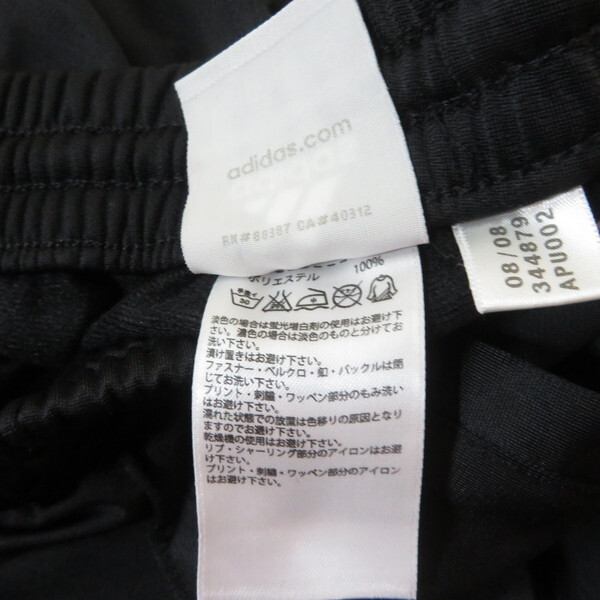 adidas.com
RN#88387 CA#40312
08/08
344879
APU002
ポリエステル 100%
手洗イ
30
淡色の場合は蛍光増白剤の使用はお避け下
さい。濃色の場合は淡色のものと分けてお
洗い下さい。
漬け置きはお避け下さい。
ファスナー・ベルクロ・釦・バックルは閉
じてお洗い下さい。
プリント・刺繍・ワッペン部分のもみ洗い
はお避け下さい。
濡れた状態での放置は色移りの原因となり
ますのでお避け下さい。
乾燥機の使用はお避け下さい。
リブ・シャーリング部分のアイロンはお避
け下さい。
プリント・刺繍・ワッペン部分のアイロン
はお避け下さい。